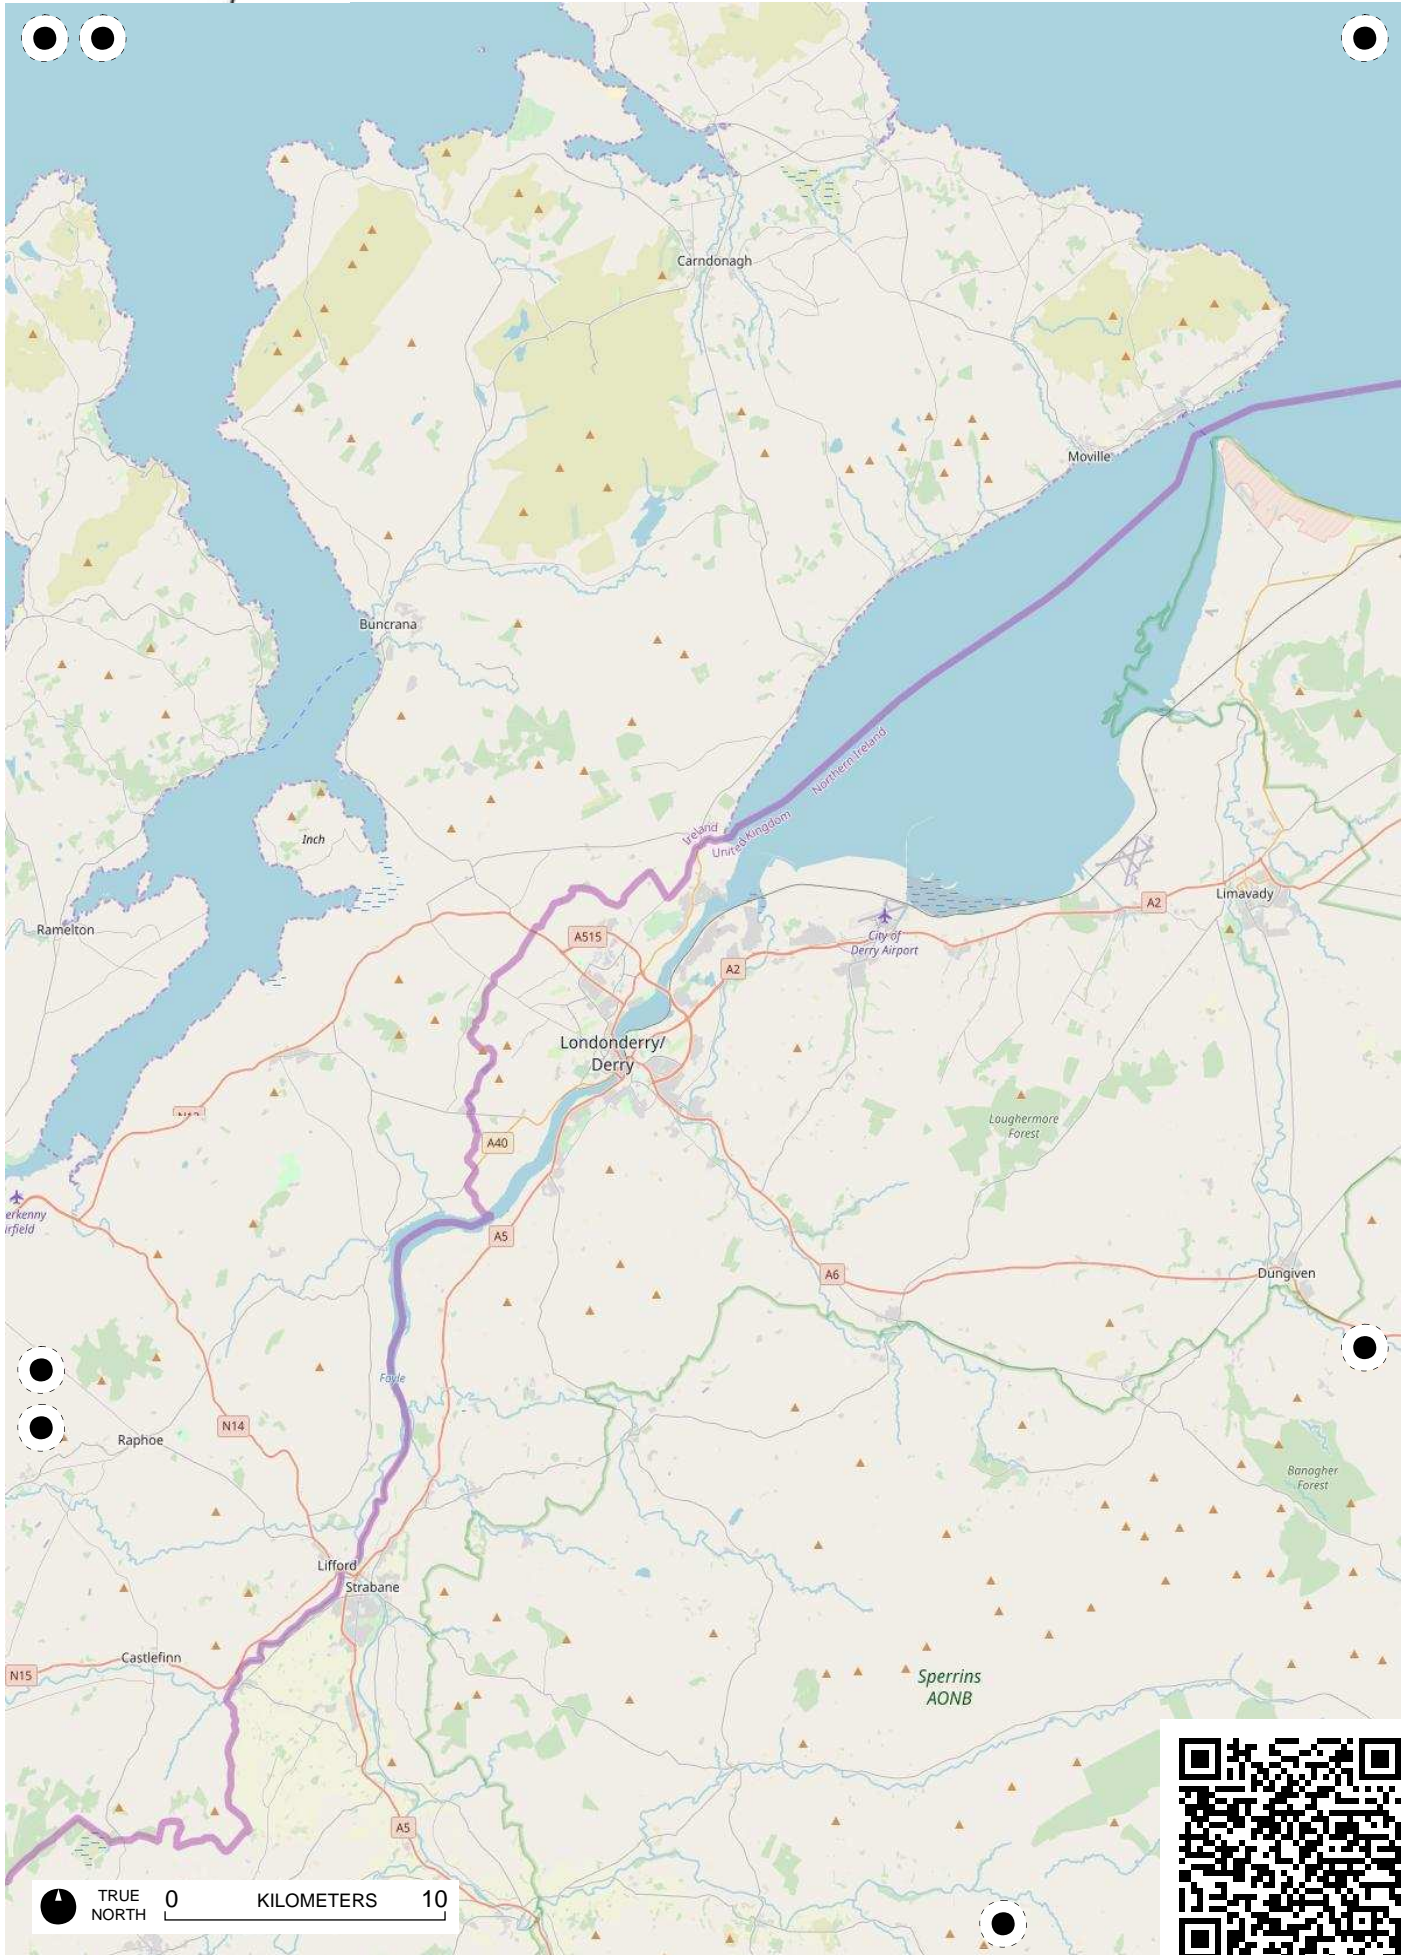 Carndonagh
Moville
Buncrana
Northern Ireland
Ireland
United Kingdom
Inch
Limavady
A2
Ramelton
A515
City of
Derry Airport
A2
Londonderry/
Derry
Loughermore
Forest
A40
erkenny
irfield
A5
A6
Dungiven
Foyle
N14
Raphoe
Banagher
Forest
Lifford
Strabane
Castlefinn
N15
Sperrins
AONB
A5
TRUE
NORTH
0 KILOMETERS 10